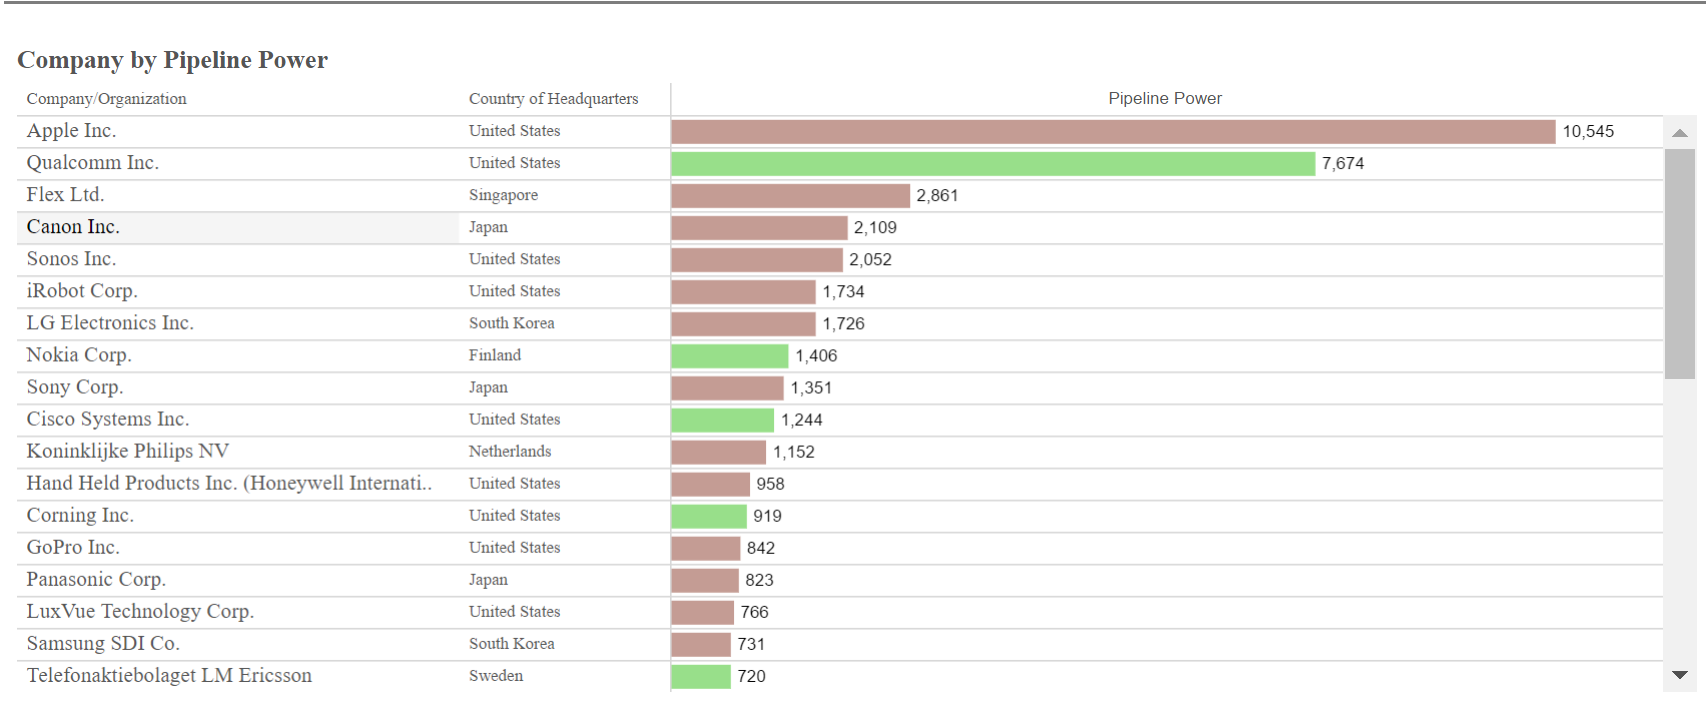 Company by Pipeline Power
Company/Organization Country of Headquarters Pipeline Power
Apple Inc. United States 10,545
Qualcomm Inc. United States 7,674
Flex Ltd. Singapore 2,861
Canon Inc. Japan 2,109
Sonos Inc. United States 2,052
iRobot Corp. United States 1,734
LG Electronics Inc. South Korea 1,726
Nokia Corp. Finland 1,406
Sony Corp. Japan 1,351
Cisco Systems Inc. United States 1,244
Koninklijke Philips NV Netherlands 1,152
Hand Held Products Inc. (Honeywell Internati.. United States 958
Corning Inc. United States 919
GoPro Inc. United States 842
Panasonic Corp. Japan 823
LuxVue Technology Corp. United States 766
Samsung SDI Co. South Korea 731
Telefonaktiebolaget LM Ericsson Sweden 720